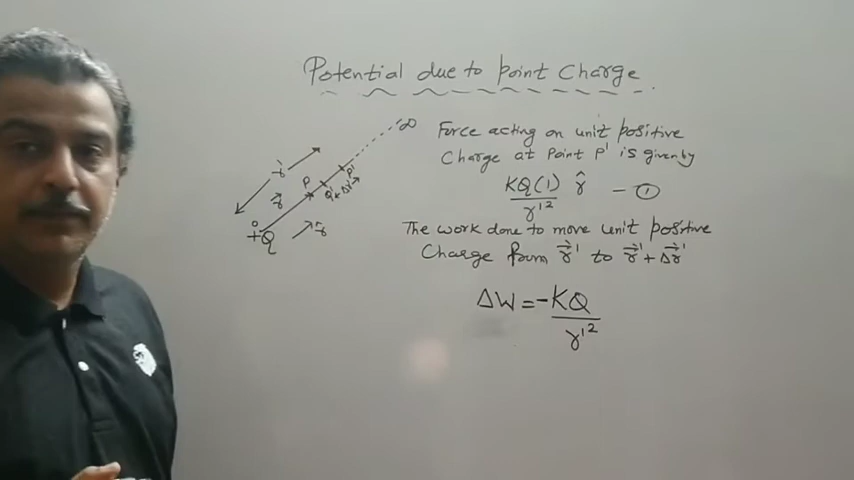 Potential due to point Charge
Force acting on unit positive
Charge at Point P' is given by
KQ(1) r̂ — ①
r'²
The work done to move unit positive
Charge from r⃗' to r⃗' + Δr⃗'
ΔW = -KQ
r'²
∞
r'
P
P'
r⃗
Q'
Δr'
O
+Q
r̂